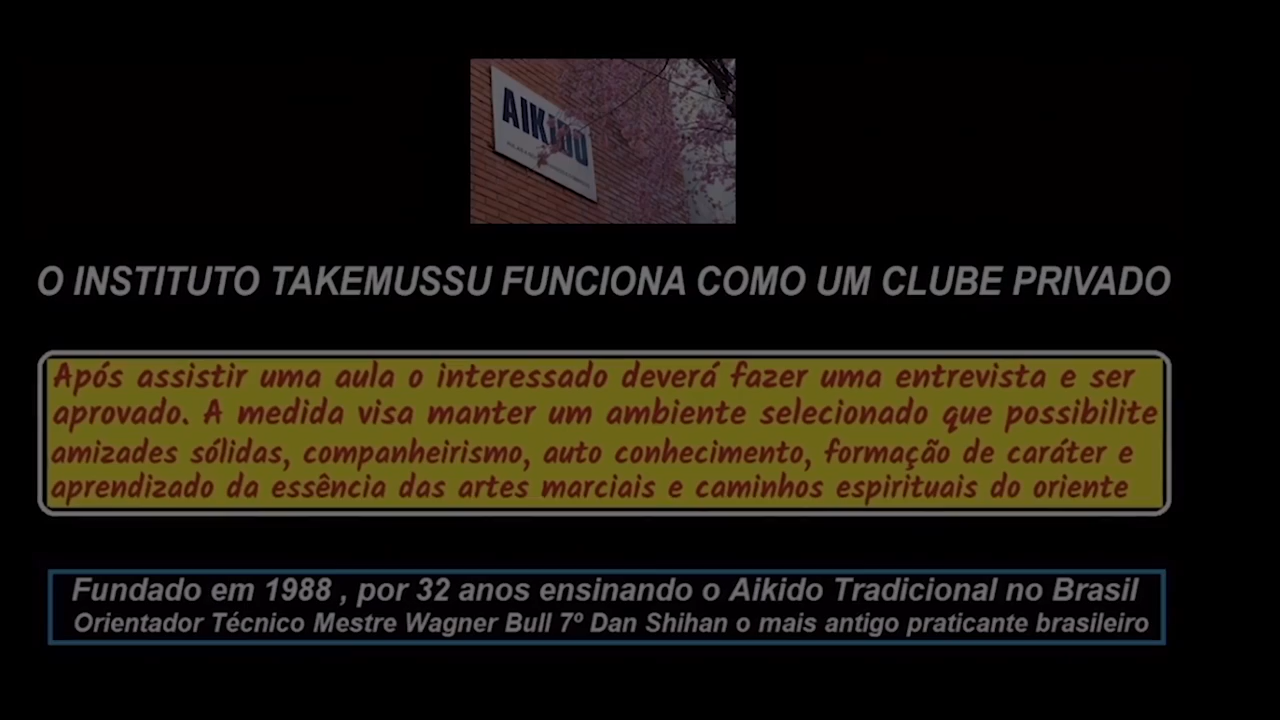 AIKIDO
O INSTITUTO TAKEMUSSU FUNCIONA COMO UM CLUBE PRIVADO
Após assistir uma aula o interessado deverá fazer uma entrevista e ser
aprovado. A medida visa manter um ambiente selecionado que possibilite
amizades sólidas, companheirismo, auto conhecimento, formação de caráter e
aprendizado da essência das artes marciais e caminhos espirituais do oriente
Fundado em 1988 , por 32 anos ensinando o Aikido Tradicional no Brasil
Orientador Técnico Mestre Wagner Bull 7º Dan Shihan o mais antigo praticante brasileiro